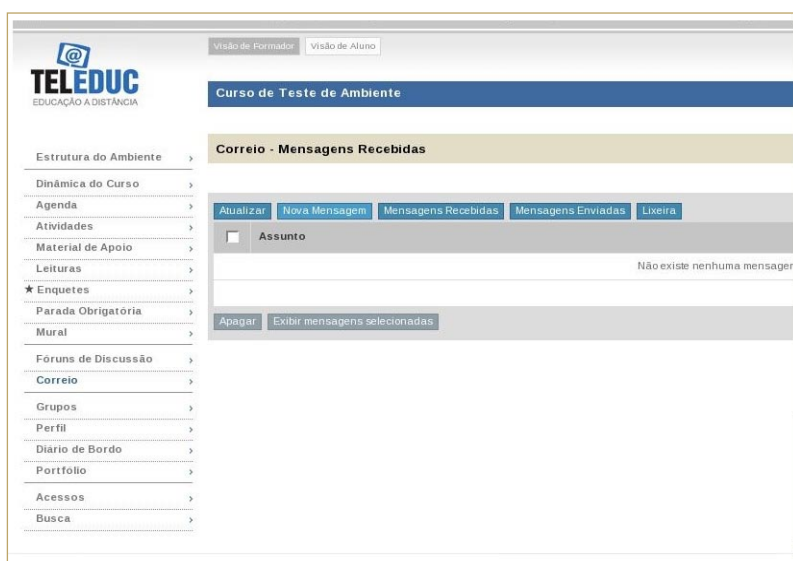 Visão de Formador Visão de Aluno
TELEDUC
EDUCAÇÃO A DISTÂNCIA
Curso de Teste de Ambiente
Correio - Mensagens Recebidas
Estrutura do Ambiente
Dinâmica do Curso
Agenda
Atividades
Material de Apoio
Leituras
Enquetes
Parada Obrigatória
Mural
Fóruns de Discussão
Correio
Grupos
Perfil
Diário de Bordo
Portfólio
Acessos
Busca
Atualizar Nova Mensagem Mensagens Recebidas Mensagens Enviadas Lixeira
Assunto
Não existe nenhuma mensagen
Apagar Exibir mensagens selecionadas